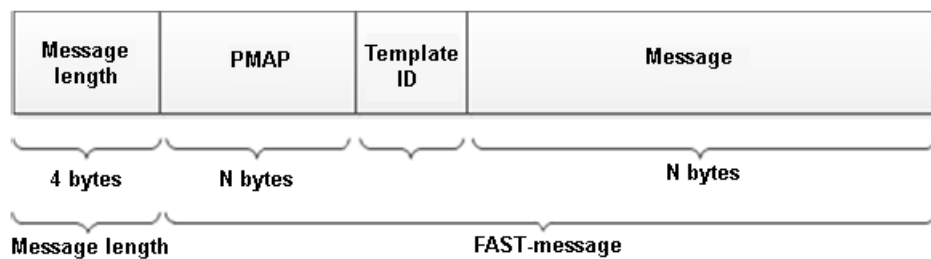 Message length
PMAP
Template ID
Message
4 bytes
N bytes
N bytes
Message length
FAST-message